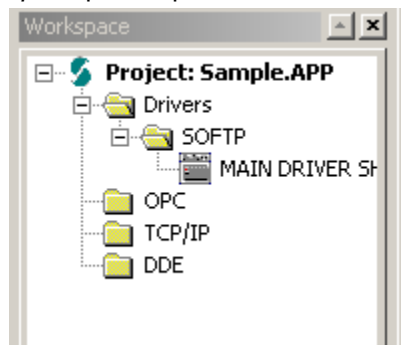 Workspace
Project: Sample.APP
Drivers
SOFTP
MAIN DRIVER SH
OPC
TCP/IP
DDE